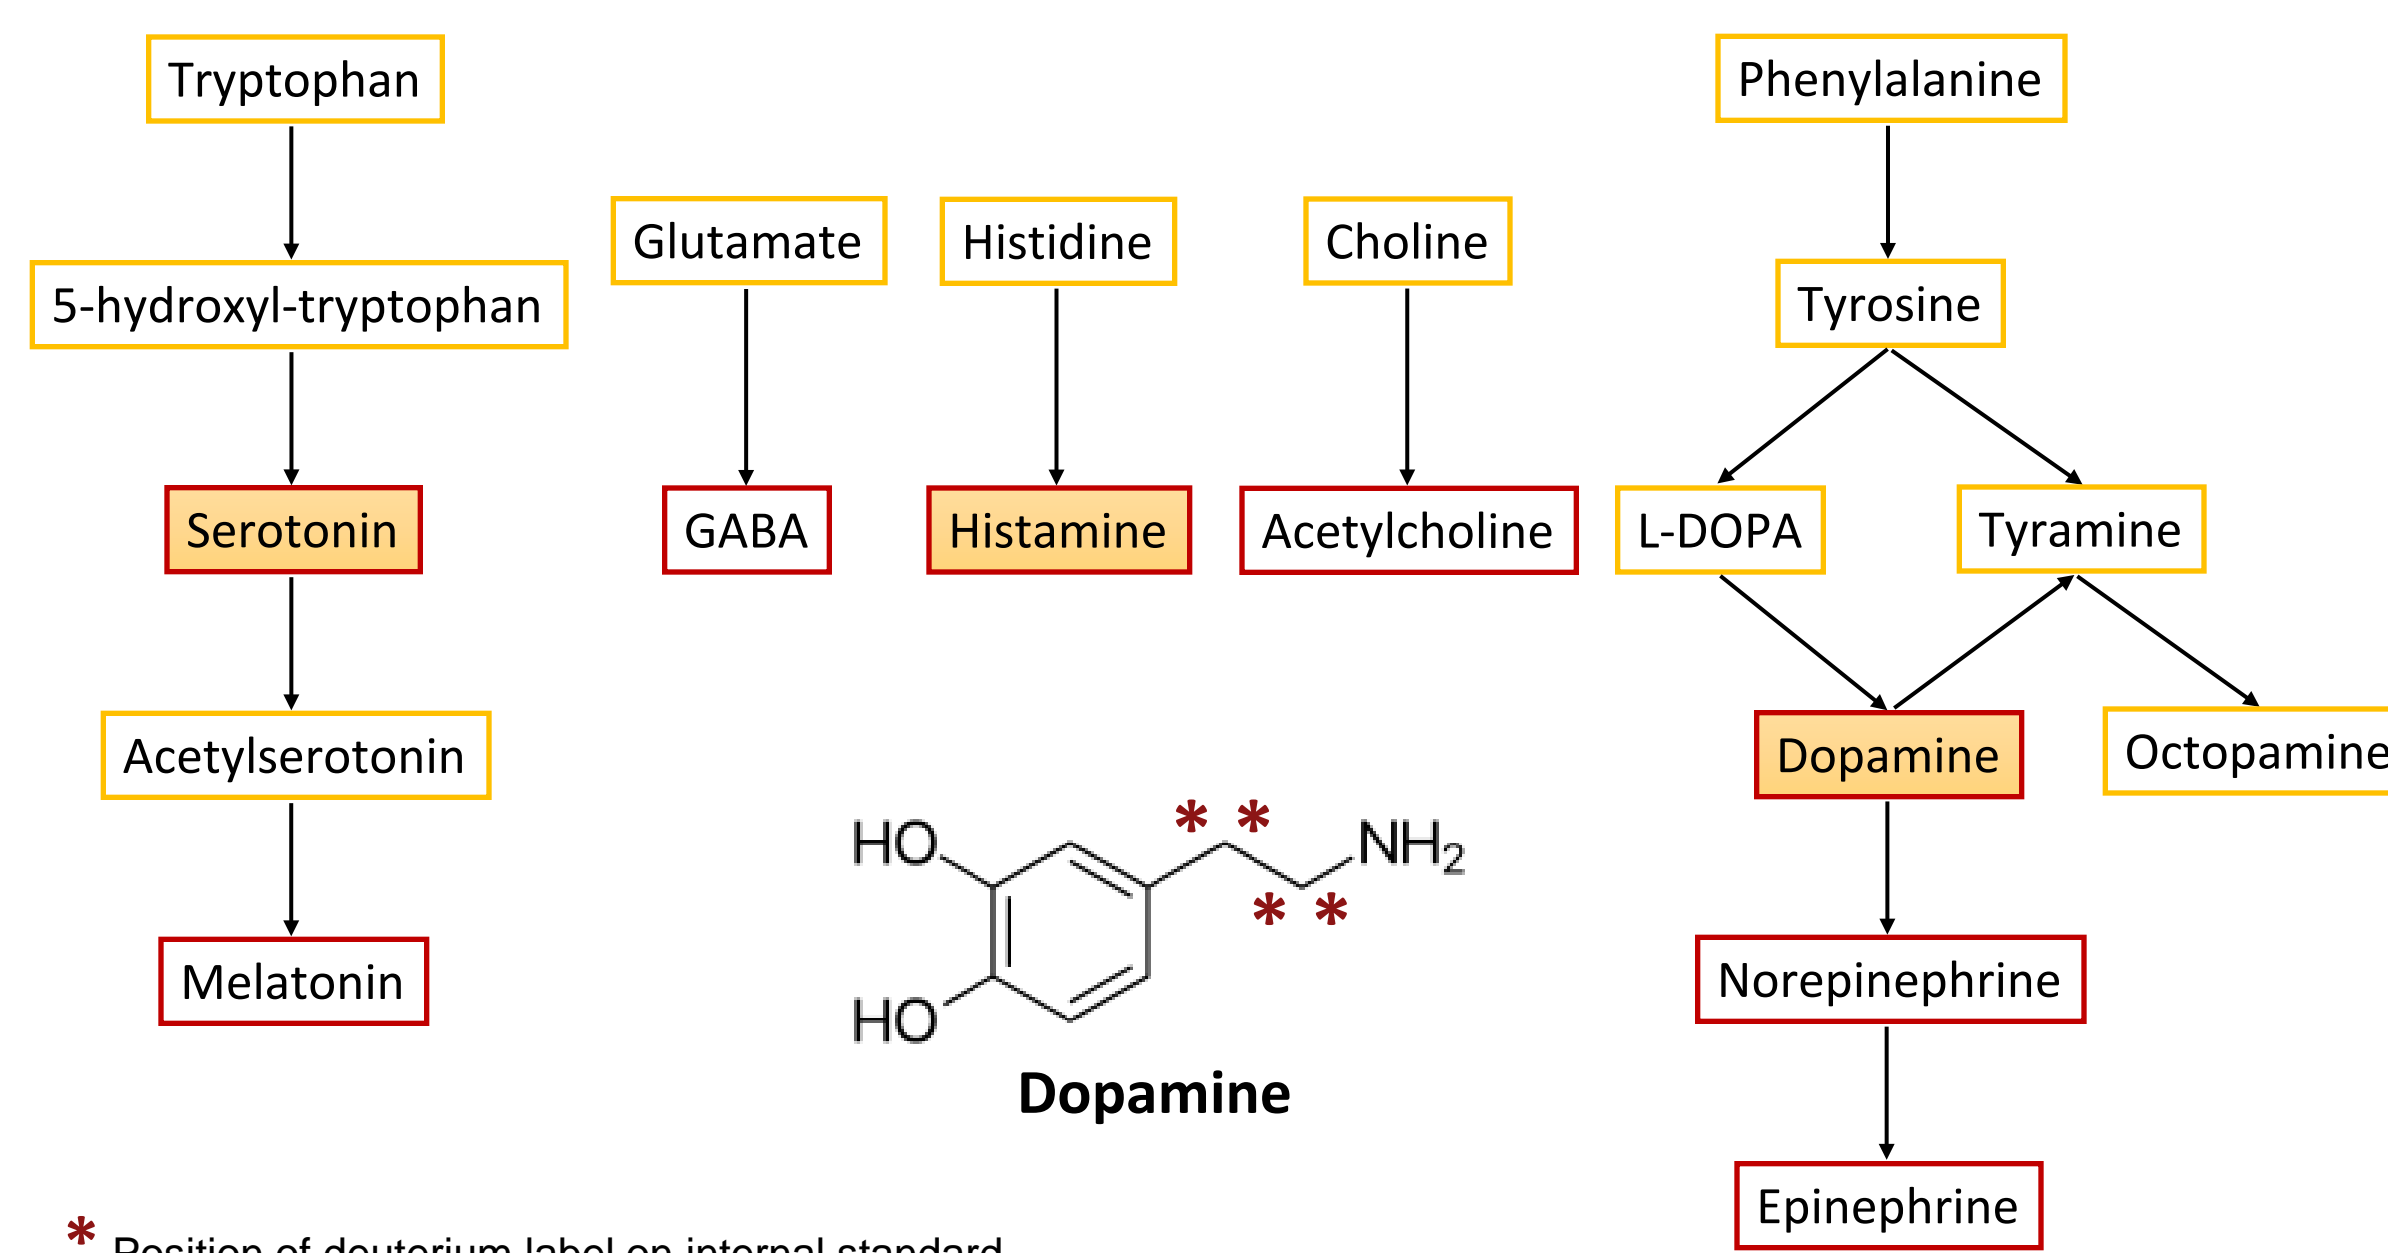 Tryptophan
Phenylalanine
Glutamate
Histidine
Choline
5-hydroxyl-tryptophan
Tyrosine
Serotonin
GABA
Histamine
Acetylcholine
L-DOPA
Tyramine
Acetylserotonin
Dopamine
Octopamine
* *
HO
NH2
* *
Melatonin
Norepinephrine
HO
Dopamine
Epinephrine
* Position of deuterium label on internal standard